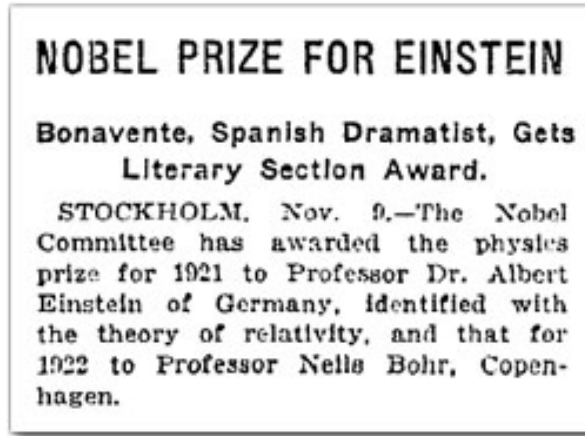 NOBEL PRIZE FOR EINSTEIN
Bonavente, Spanish Dramatist, Gets
Literary Section Award.
STOCKHOLM, Nov. 9.—The Nobel
Committee has awarded the physics
prize for 1921 to Professor Dr. Albert
Einstein of Germany, identified with
the theory of relativity, and that for
1922 to Professor Neils Bohr, Copen-
hagen.